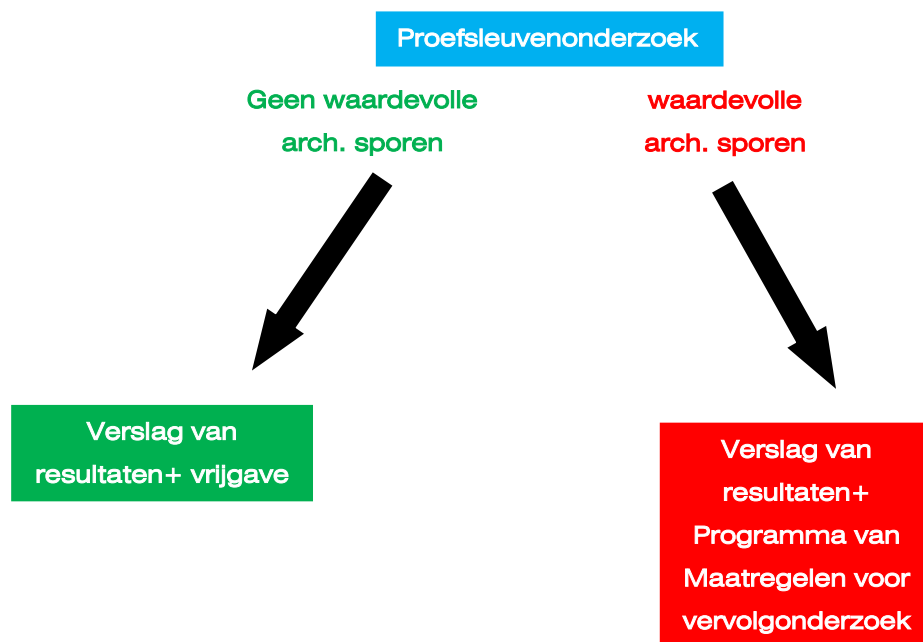 Proefsleuvenonderzoek
Geen waardevolle
arch. sporen
waardevolle
arch. sporen
Verslag van
resultaten+ vrijgave
Verslag van
resultaten+
Programma van
Maatregelen voor
vervolgonderzoek